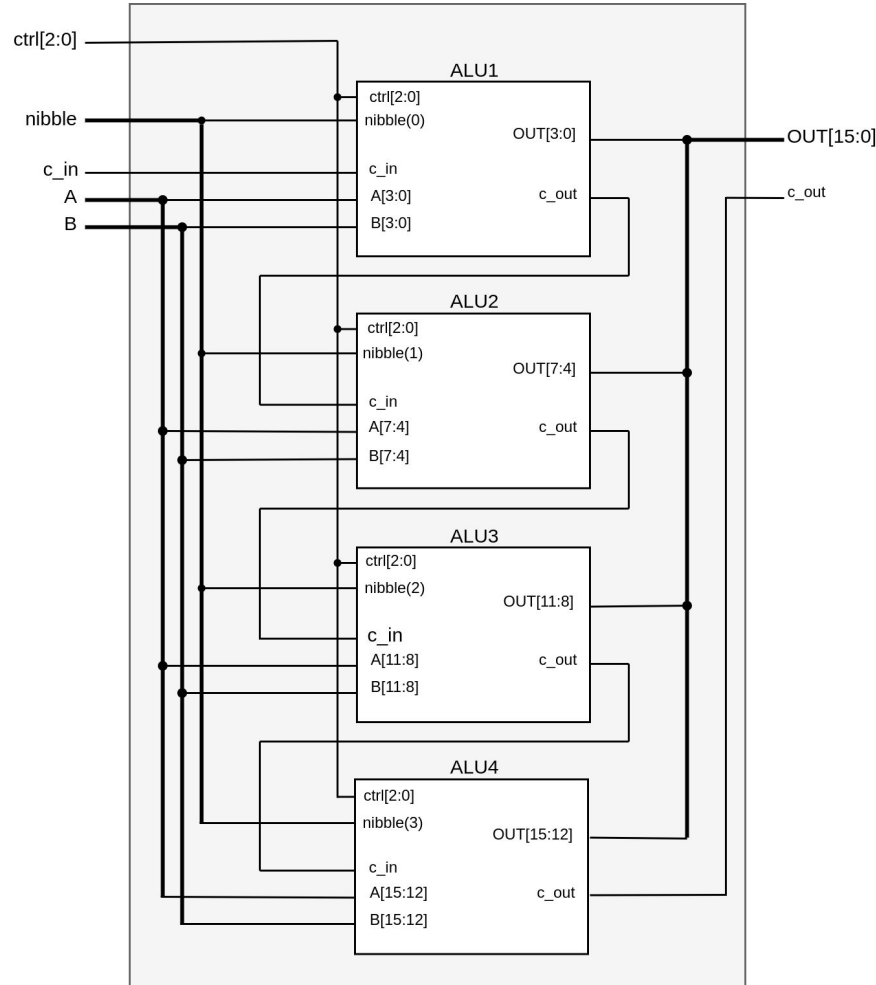 ctrl[2:0]
nibble
c_in
A
B
ALU1
ctrl[2:0]
nibble(0)
c_in
A[3:0]
B[3:0]
OUT[3:0]
c_out
OUT[15:0]
c_out
ALU2
ctrl[2:0]
nibble(1)
c_in
A[7:4]
B[7:4]
OUT[7:4]
c_out
ALU3
ctrl[2:0]
nibble(2)
c_in
A[11:8]
B[11:8]
OUT[11:8]
c_out
ALU4
ctrl[2:0]
nibble(3)
c_in
A[15:12]
B[15:12]
OUT[15:12]
c_out